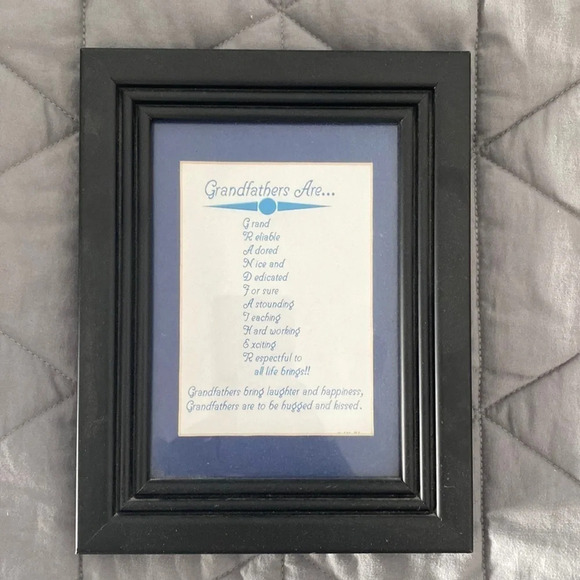 Grandfathers Are...
Grand
Reliable
Adored
Nice and
Dedicated
For sure
Astounding
Teaching
Hard working
Exciting
Respectful to
all life brings!!
Grandfathers bring laughter and happiness,
Grandfathers are to be hugged and kissed.